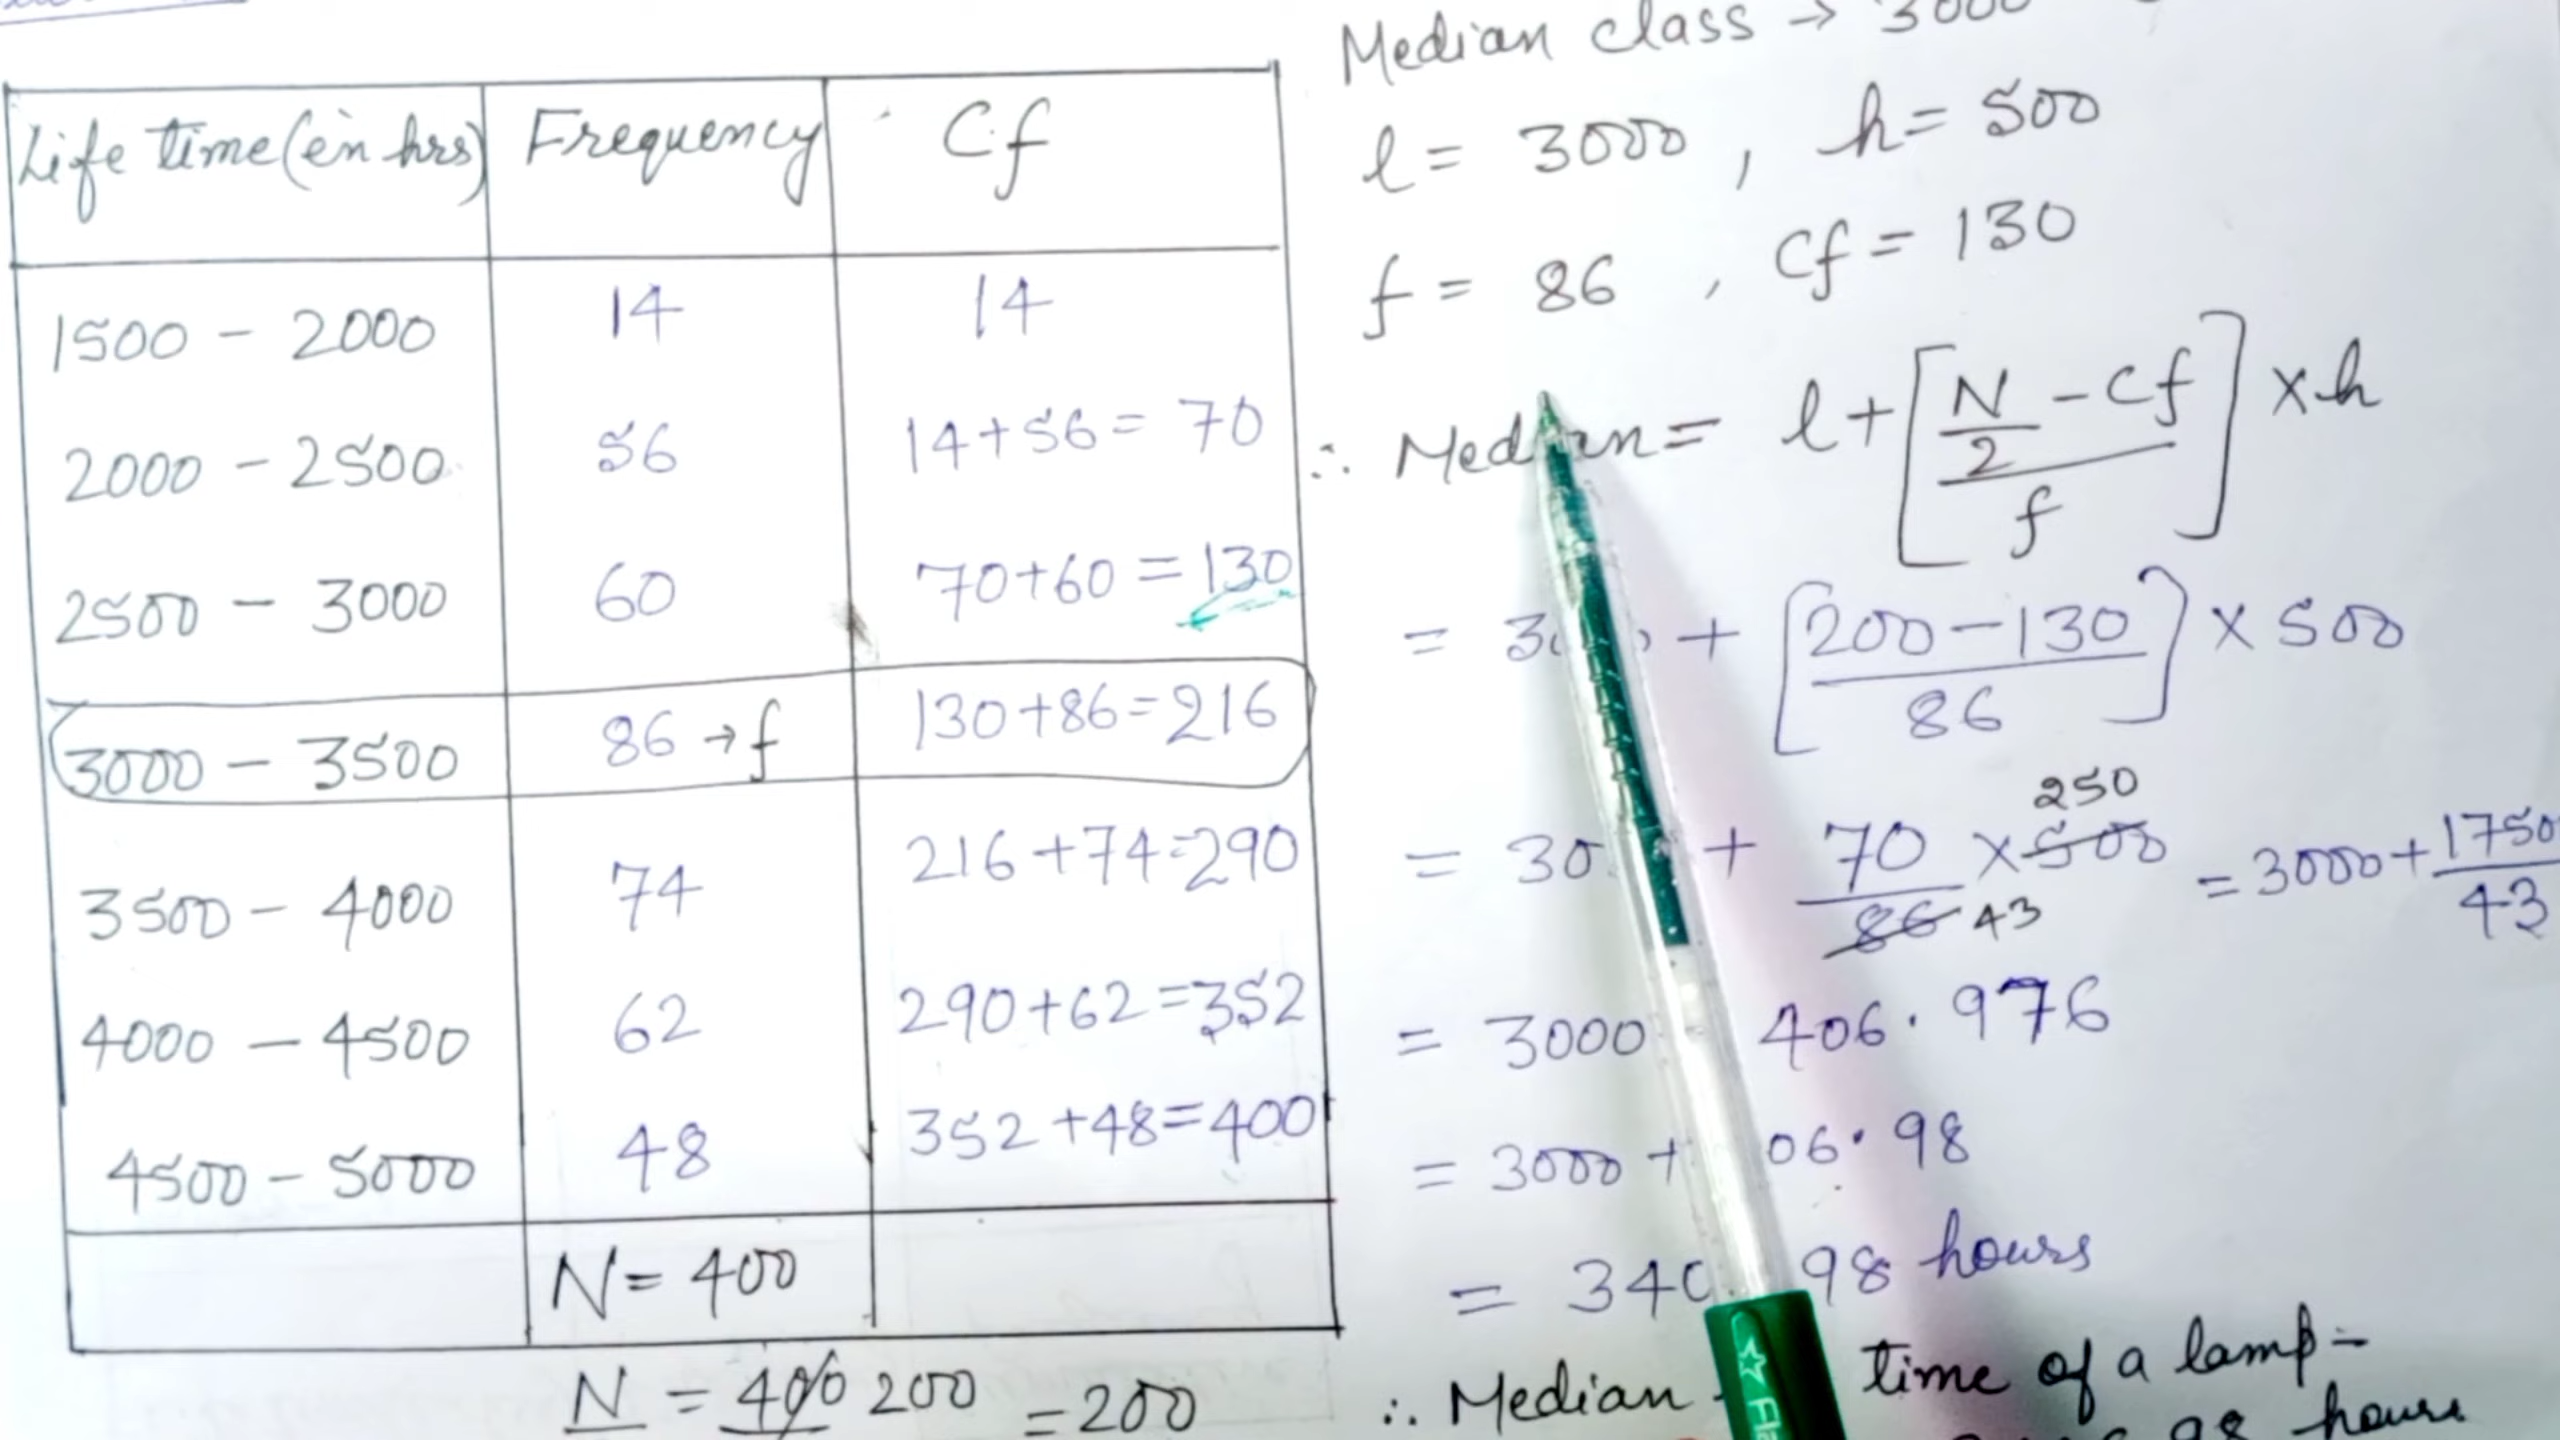 Life time (in hrs) Frequency Cf
1500 - 2000 14 14
2000 - 2500 56 14+56= 70
2500 - 3000 60 70+60 = 130
3000 - 3500 86 → f 130+86=216
3500 - 4000 74 216+74=290
4000 - 4500 62 290+62=352
4500 - 5000 48 352+48=400
N= 400
N = 400 200 = 200
Median class → 3000
l = 3000 , h= 500
f = 86 , Cf = 130
∴ Median = l + [N/2 - Cf / f] × h
= 3 + [200-130 / 86] × 500
= 30 + 70/86 43 × 500 250 = 3000+ 1750/43
= 3000 406.976
= 3000 + 06.98
= 340 98 hours
∴ Median time of a lamp =
98 hours
☆ Fla